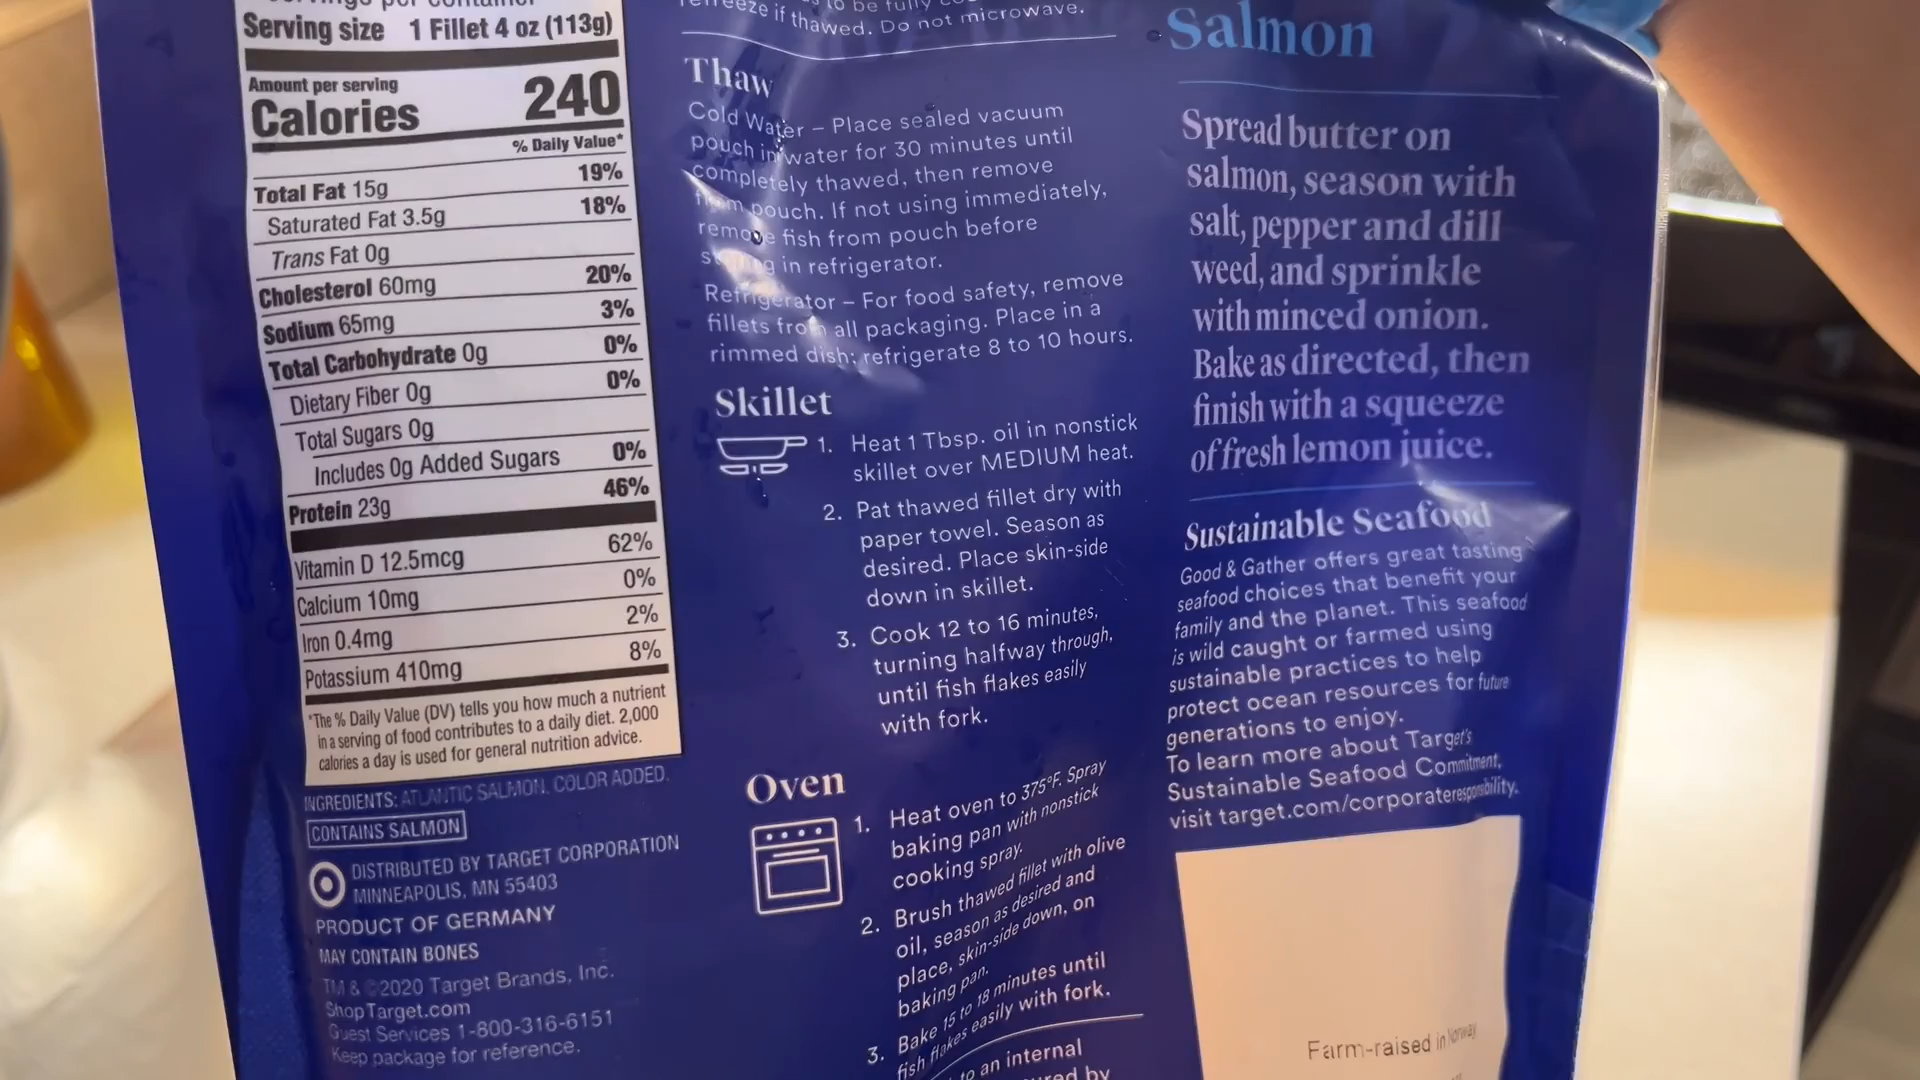 Serving size 1 Fillet 4 oz (113g)
Amount per serving
Calories 240
% Daily Value*
Total Fat 15g 19%
Saturated Fat 3.5g 18%
Trans Fat 0g
Cholesterol 60mg 20%
Sodium 65mg 3%
Total Carbohydrate 0g 0%
Dietary Fiber 0g 0%
Total Sugars 0g
Includes 0g Added Sugars 0%
Protein 23g 46%
Vitamin D 12.5mcg 62%
Calcium 10mg 0%
Iron 0.4mg 2%
Potassium 410mg 8%
*The % Daily Value (DV) tells you how much a nutrient
in a serving of food contributes to a daily diet. 2,000
calories a day is used for general nutrition advice.
INGREDIENTS: ATLANTIC SALMON, COLOR ADDED.
CONTAINS SALMON
DISTRIBUTED BY TARGET CORPORATION
MINNEAPOLIS, MN 55403
PRODUCT OF GERMANY
MAY CONTAIN BONES
TM & ©2020 Target Brands, Inc.
ShopTarget.com
Guest Services 1-800-316-6151
Keep package for reference.
to be fully
if thawed. Do not microwave.
Thaw
Cold Water – Place sealed vacuum
pouch in water for 30 minutes until
completely thawed, then remove
from pouch. If not using immediately,
remove fish from pouch before
in refrigerator.
Refrigerator – For food safety, remove
fillets from all packaging. Place in a
rimmed dish; refrigerate 8 to 10 hours.
Skillet
1. Heat 1 Tbsp. oil in nonstick
skillet over MEDIUM heat.
2. Pat thawed fillet dry with
paper towel. Season as
desired. Place skin-side
down in skillet.
3. Cook 12 to 16 minutes,
turning halfway through,
until fish flakes easily
with fork.
Oven
1. Heat oven to 375°F. Spray
baking pan with nonstick
cooking spray.
2. Brush thawed fillet with olive
oil, season as desired and
place, skin-side down, on
baking pan.
3. Bake 15 to 18 minutes until
fish flakes easily with fork.
to an internal
by
Salmon
Spread butter on
salmon, season with
salt, pepper and dill
weed, and sprinkle
with minced onion.
Bake as directed, then
finish with a squeeze
of fresh lemon juice.
Sustainable Seafood
Good & Gather offers great tasting
seafood choices that benefit your
family and the planet. This seafood
is wild caught or farmed using
sustainable practices to help
protect ocean resources for future
generations to enjoy.
To learn more about Target's
Sustainable Seafood Commitment,
visit target.com/corporateresponsibility.
Farm-raised in Norway